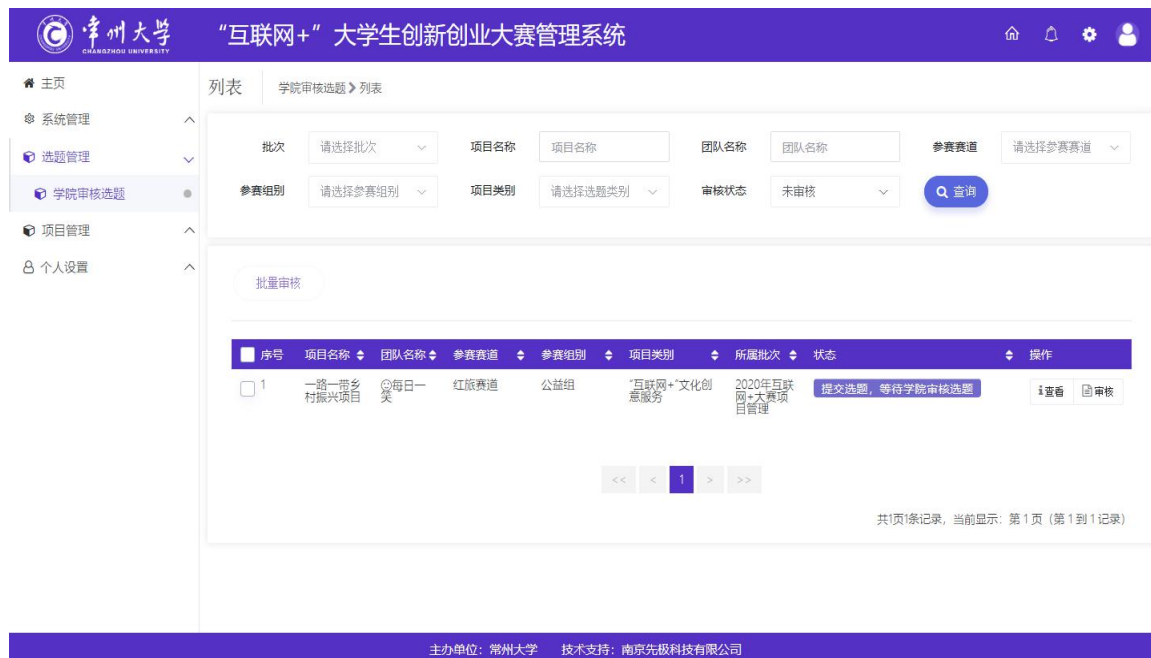 常州大学
CHANGZHOU UNIVERSITY
“互联网+”大学生创新创业大赛管理系统
主页
系统管理
选题管理
学院审核选题
项目管理
个人设置
列表 学院审核选题 列表
批次 请选择批次 项目名称 项目名称 团队名称 团队名称 参赛赛道 请选择参赛赛道
参赛组别 请选择参赛组别 项目类别 请选择选题类别 审核状态 未审核 查询
批量审核
序号 项目名称 团队名称 参赛赛道 参赛组别 项目类别 所属批次 状态 操作
1 一路一带乡 ☺每日一 红旅赛道 公益组 “互联网+”文化创 2020年互联 提交选题，等待学院审核选题 查看 审核
村振兴项目 笑 意服务 网+大赛项
目管理
<< < 1 > >>
共1页1条记录，当前显示：第 1 页（第 1 到 1 记录）
主办单位：常州大学 技术支持：南京先极科技有限公司